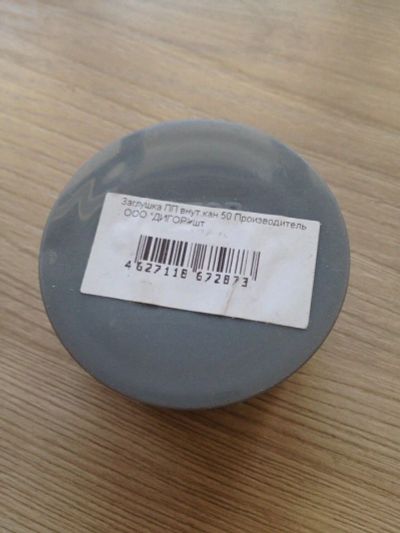 Заглушка ПП внут.кан.50 Производитель
ООО "ДИГОР"/шт
4 627118 672873